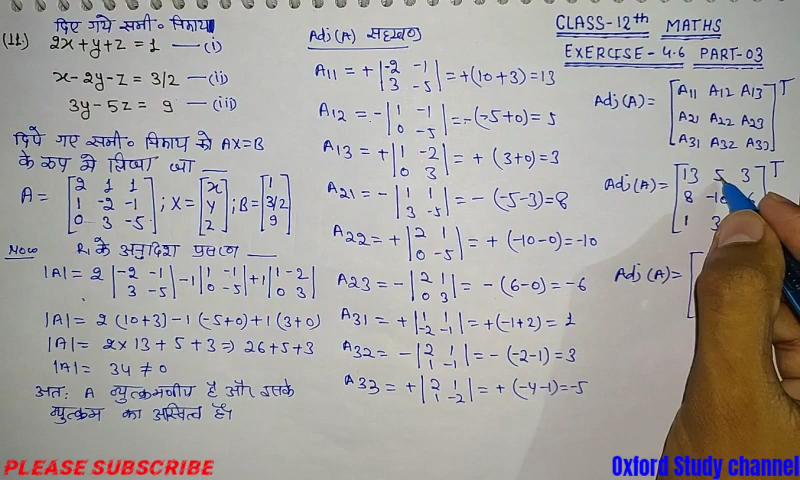 CLASS-12th MATHS
EXERCISE-4.6 PART-03
दिए गये समी० निकाय
(11.) 2x+y+z=1 —(i)
x-2y-z=3/2 —(ii)
3y-5z=9 —(iii)
दिये गए समी० निकाय को AX=B
के रूप में लिखा जा —
A = [2 1 1; 1 -2 -1; 0 3 -5]; X = [x y z]; B = [1 3/2 9]
Now R₁ के अनुदिश प्रसरण —
|A| = 2 |-2 -1; 3 -5| -1 |1 -1; 0 -5| +1 |1 -2; 0 3|
|A| = 2(10+3)-1(-5+0)+1(3+0)
|A| = 2×13+5+3 ⇒ 26+5+3
|A| = 34 ≠ 0
अतः A व्युत्क्रमणीय है और इसके
व्युत्क्रम का अस्तित्व है।
Adj(A) सहखण्ड
A11 = + |-2 -1; 3 -5| = +(10+3) = 13
A12 = - |1 -1; 0 -5| = -(-5+0) = 5
A13 = + |1 -2; 0 3| = +(3+0) = 3
A21 = - |1 1; 3 -5| = -(-5-3) = 8
A22 = + |2 1; 0 -5| = +(-10-0) = -10
A23 = - |2 1; 0 3| = -(6-0) = -6
A31 = + |1 1; -2 -1| = +(-1+2) = 1
A32 = - |2 1; 1 -1| = -(-2-1) = 3
A33 = + |2 1; 1 -2| = +(-4-1) = -5
Adj(A) = [A11 A12 A13; A21 A22 A23; A31 A32 A33]T
Adj(A) = [13 5 3; 8 -10 -6; 1 3]T
Adj(A) = [
PLEASE SUBSCRIBE
Oxford Study channel